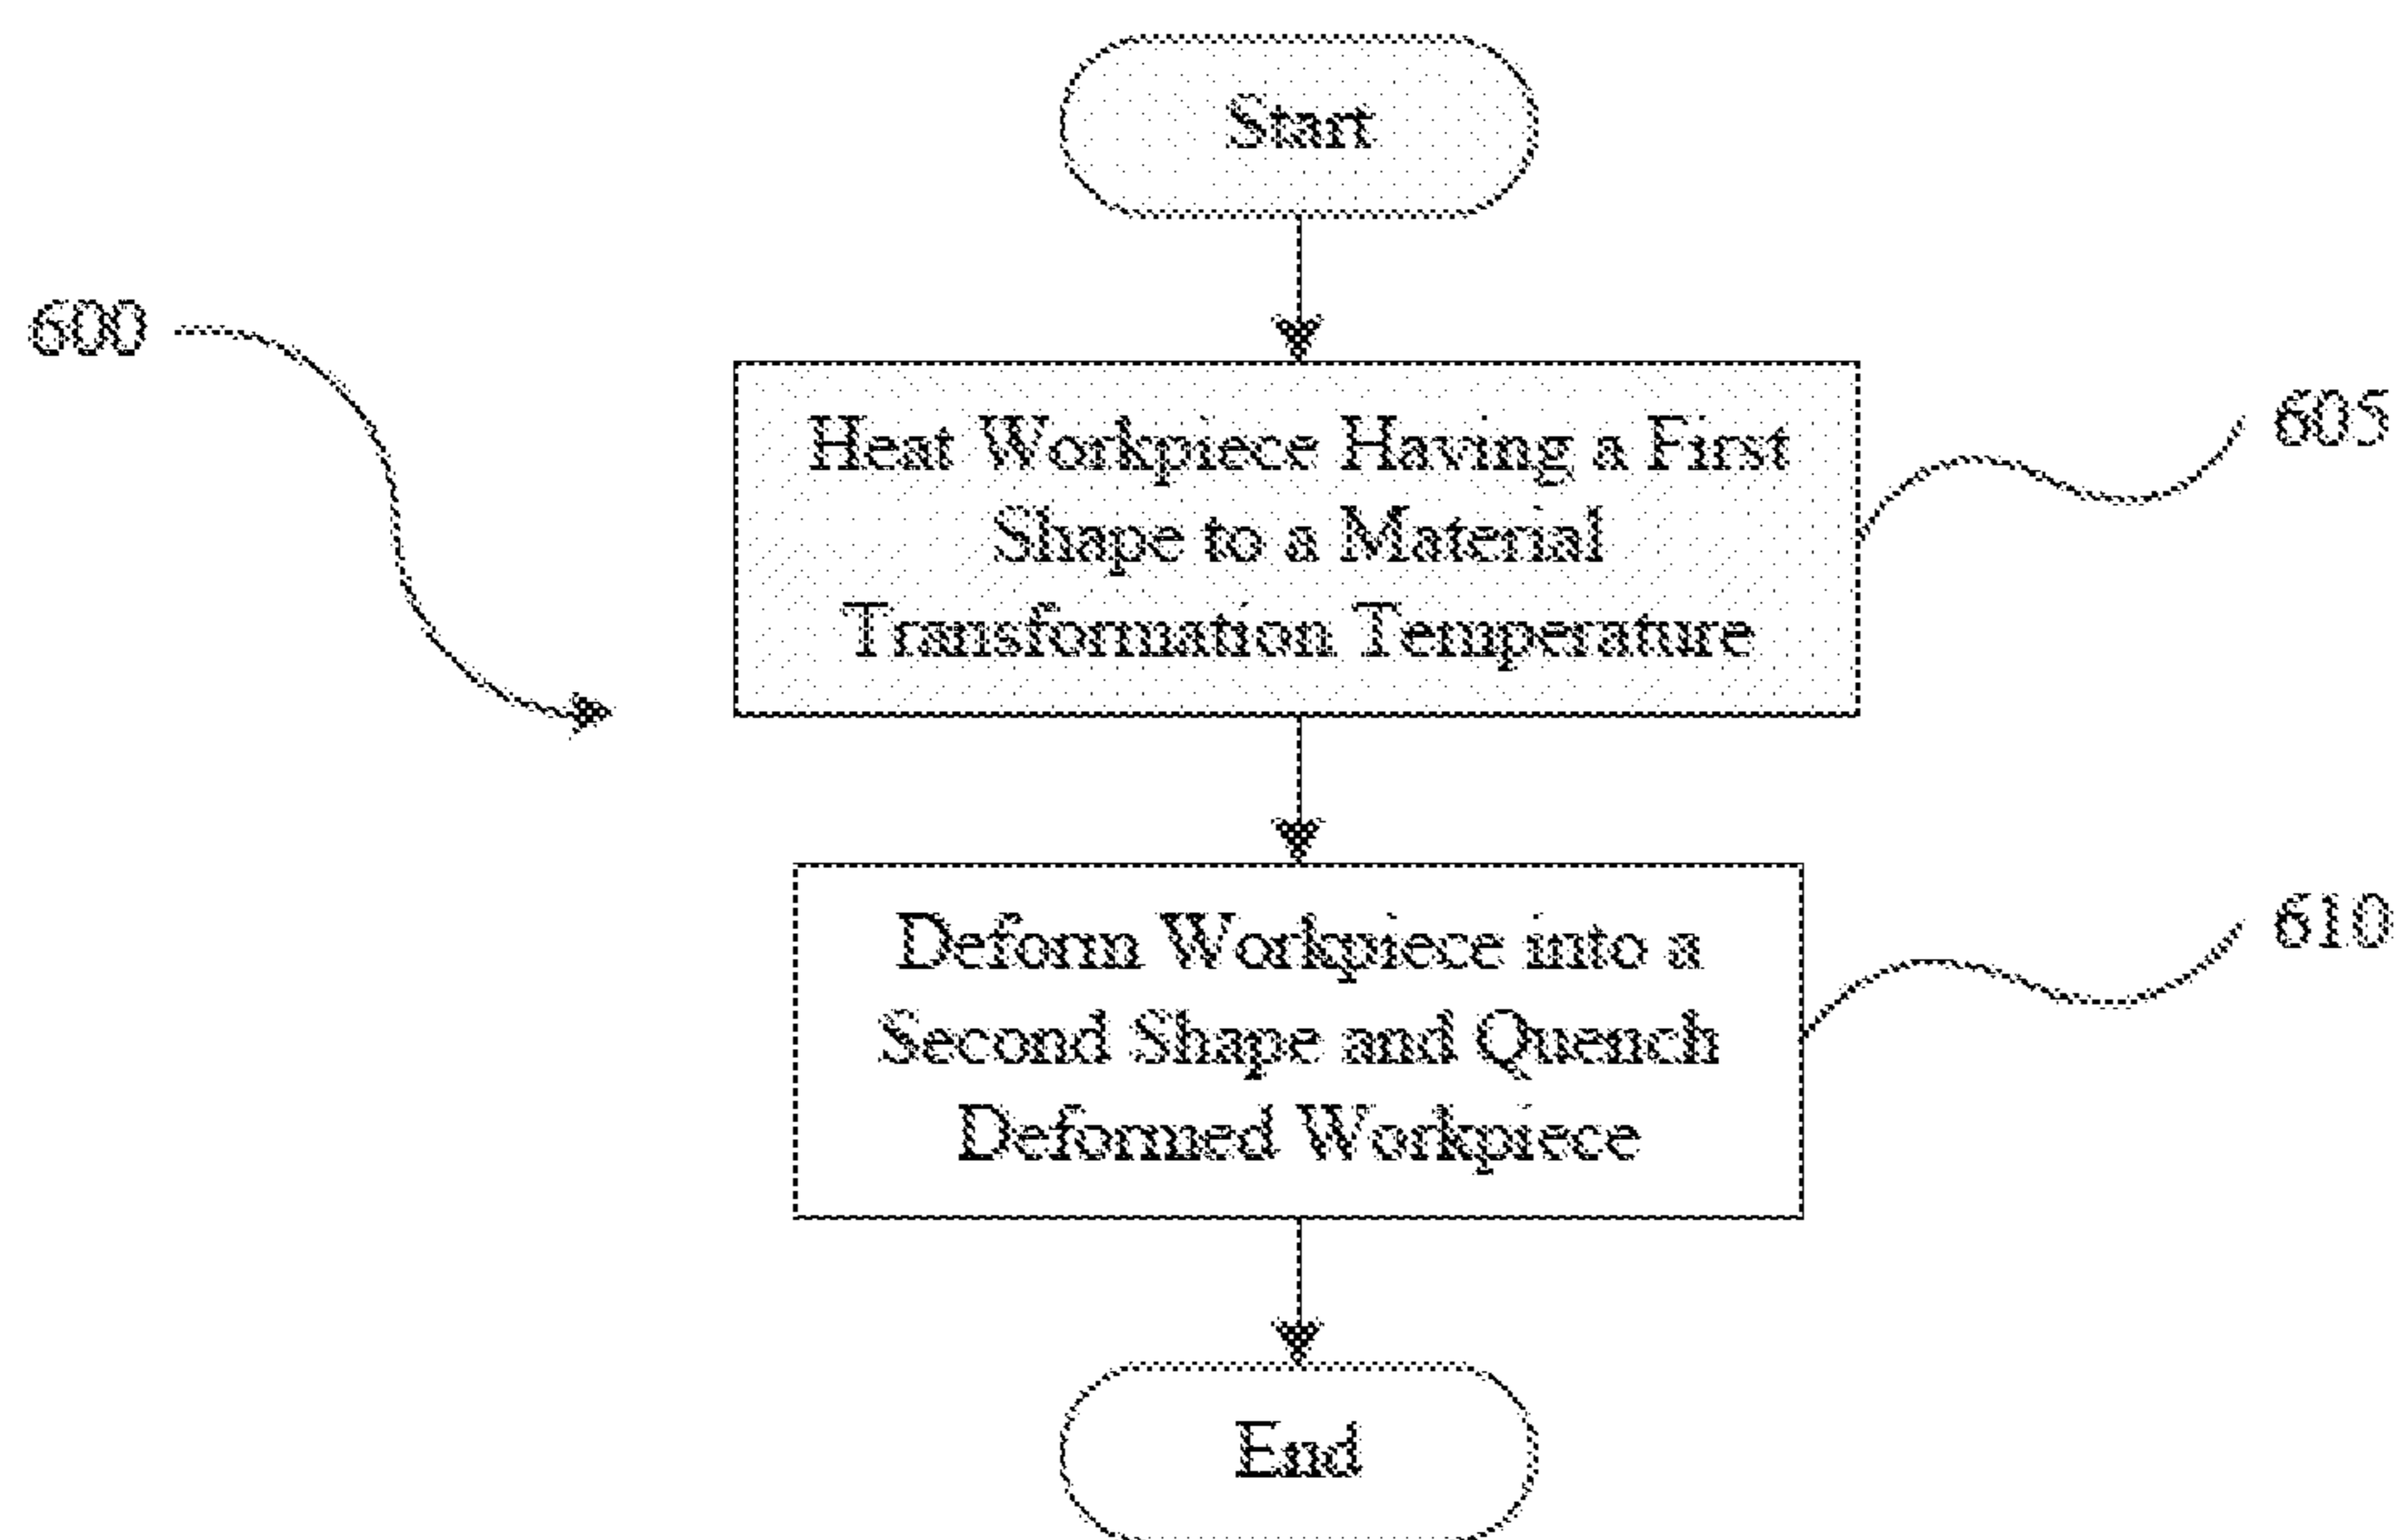 Start
600
Heat Workpiece Having a First
Shape to a Material
Transformation Temperature
605
Deform Workpiece into a
Second Shape and Quench
Deformed Workpiece
610
End